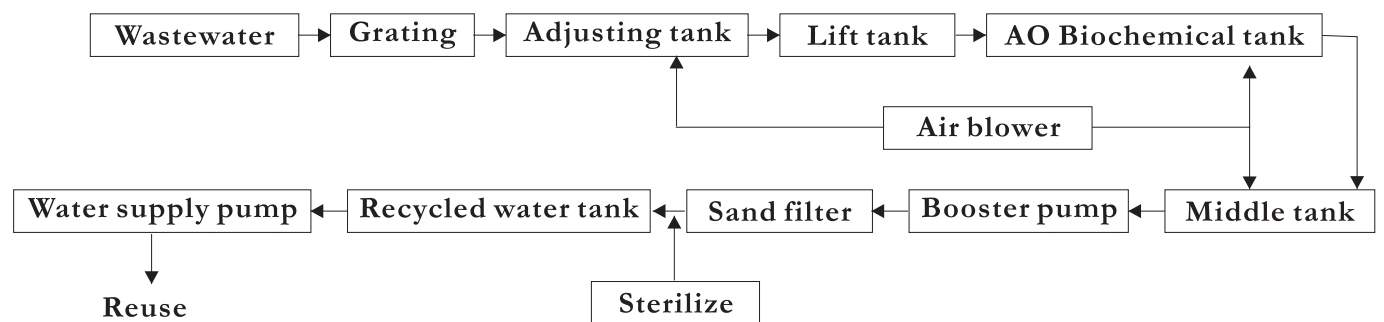 Wastewater
Grating
Adjusting tank
Lift tank
AO Biochemical tank
Air blower
Water supply pump
Recycled water tank
Sand filter
Booster pump
Middle tank
Reuse
Sterilize